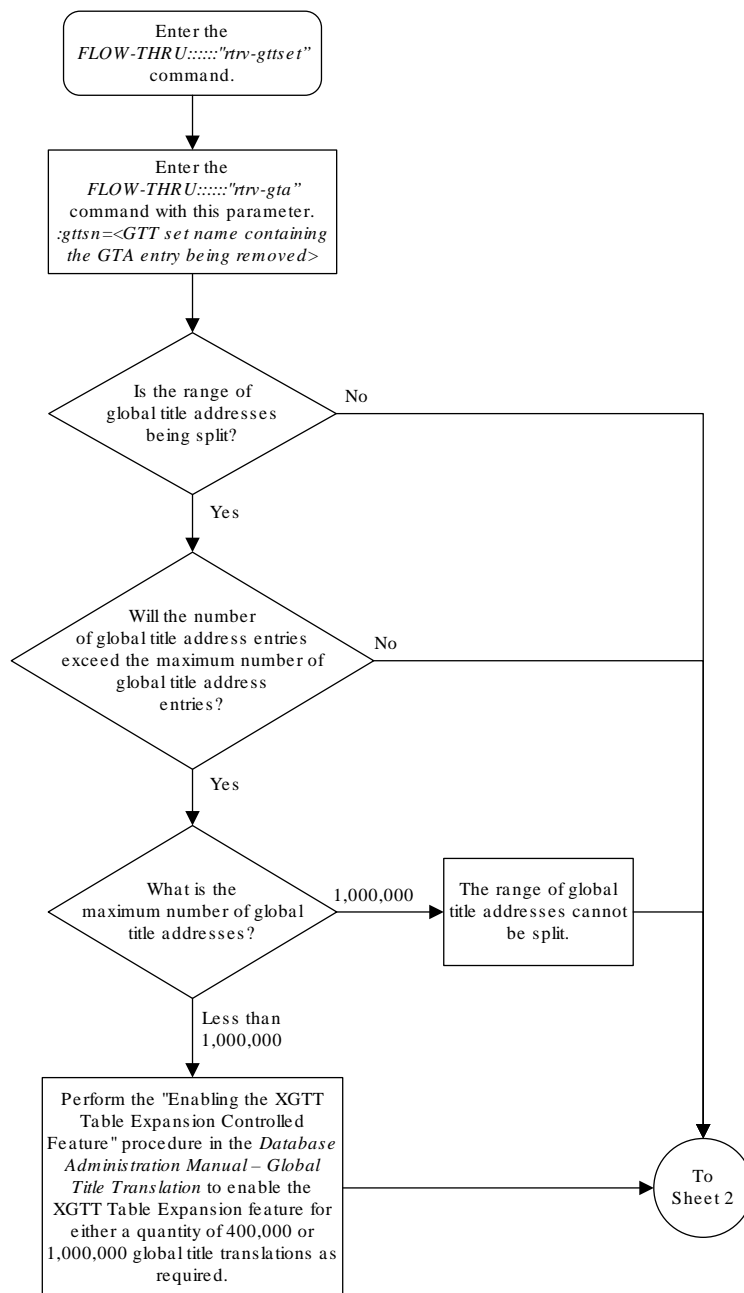 Enter the
FLOW-THRU::::::"rtrv-gttset”
command.
Enter the
FLOW-THRU::::::"rtrv-gta”
command with this parameter.
:gttsn=<GTT set name containing
the GTA entry being removed>
Is the range of
global title addresses
being split?
No
Yes
Will the number
of global title address entries
exceed the maximum number of
global title address
entries?
No
Yes
What is the
maximum number of global
title addresses?
1,000,000
The range of global
title addresses cannot
be split.
Less than
1,000,000
Perform the "Enabling the XGTT
Table Expansion Controlled
Feature" procedure in the Database
Administration Manual – Global
Title Translation to enable the
XGTT Table Expansion feature for
either a quantity of 400,000 or
1,000,000 global title translations as
required.
To
Sheet 2